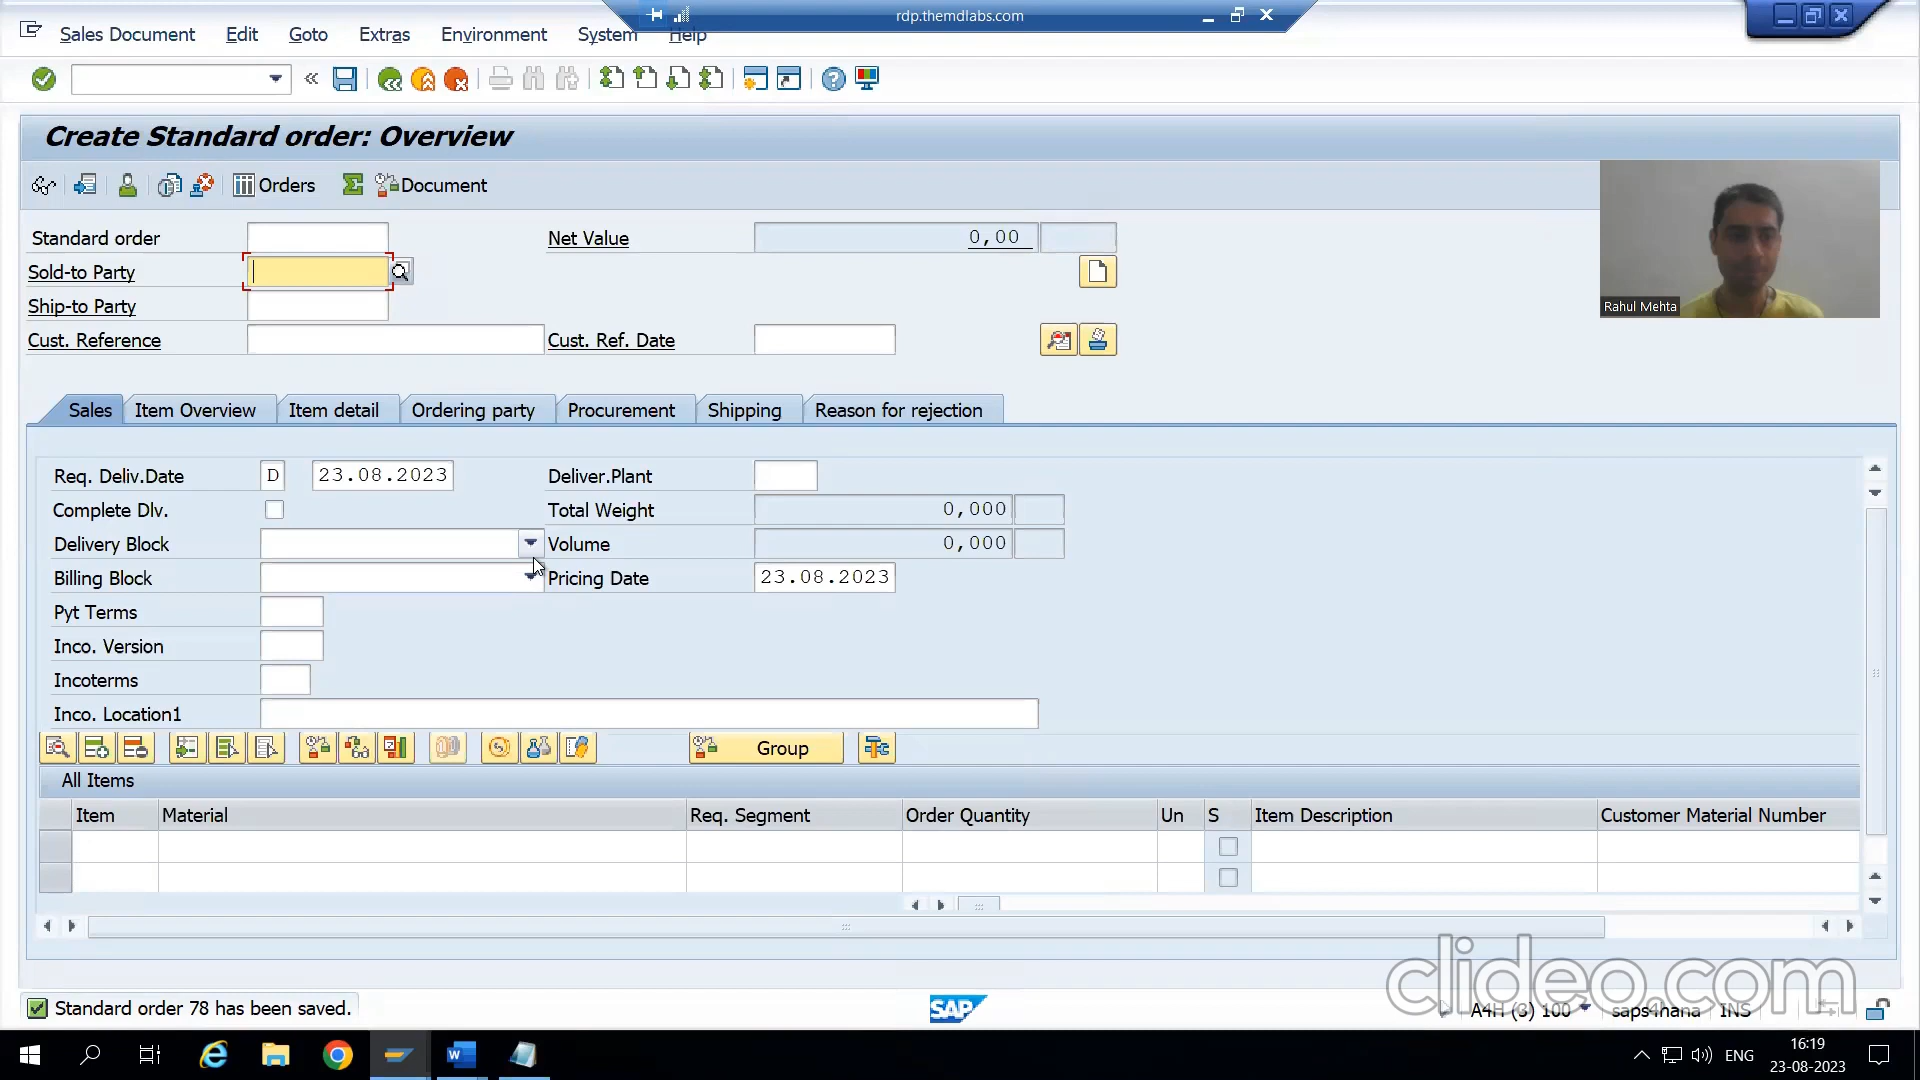 rdp.themdlabs.com
Sales Document Edit Goto Extras Environment System Help
Create Standard order: Overview
Orders Document
Standard order Net Value 0,00
Sold-to Party
Ship-to Party
Cust. Reference Cust. Ref. Date
Rahul Mehta
Sales Item Overview Item detail Ordering party Procurement Shipping Reason for rejection
Req. Deliv.Date D 23.08.2023 Deliver.Plant
Complete Dlv. Total Weight 0,000
Delivery Block Volume 0,000
Billing Block Pricing Date 23.08.2023
Pyt Terms
Inco. Version
Incoterms
Inco. Location1
Group
All Items
Item Material Req. Segment Order Quantity Un S Item Description Customer Material Number
clideo.com
Standard order 78 has been saved. SAP A4H (3) 100 saps4hana INS
ENG 16:19
23-08-2023